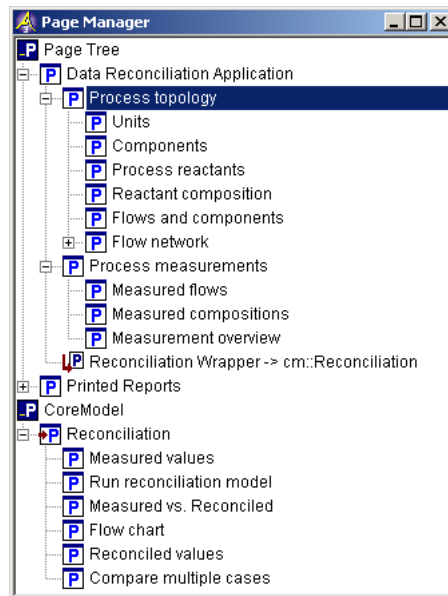 Page Manager
Page Tree
Data Reconciliation Application
Process topology
Units
Components
Process reactants
Reactant composition
Flows and components
Flow network
Process measurements
Measured flows
Measured compositions
Measurement overview
Reconciliation Wrapper -> cm::Reconciliation
Printed Reports
CoreModel
Reconciliation
Measured values
Run reconciliation model
Measured vs. Reconciled
Flow chart
Reconciled values
Compare multiple cases